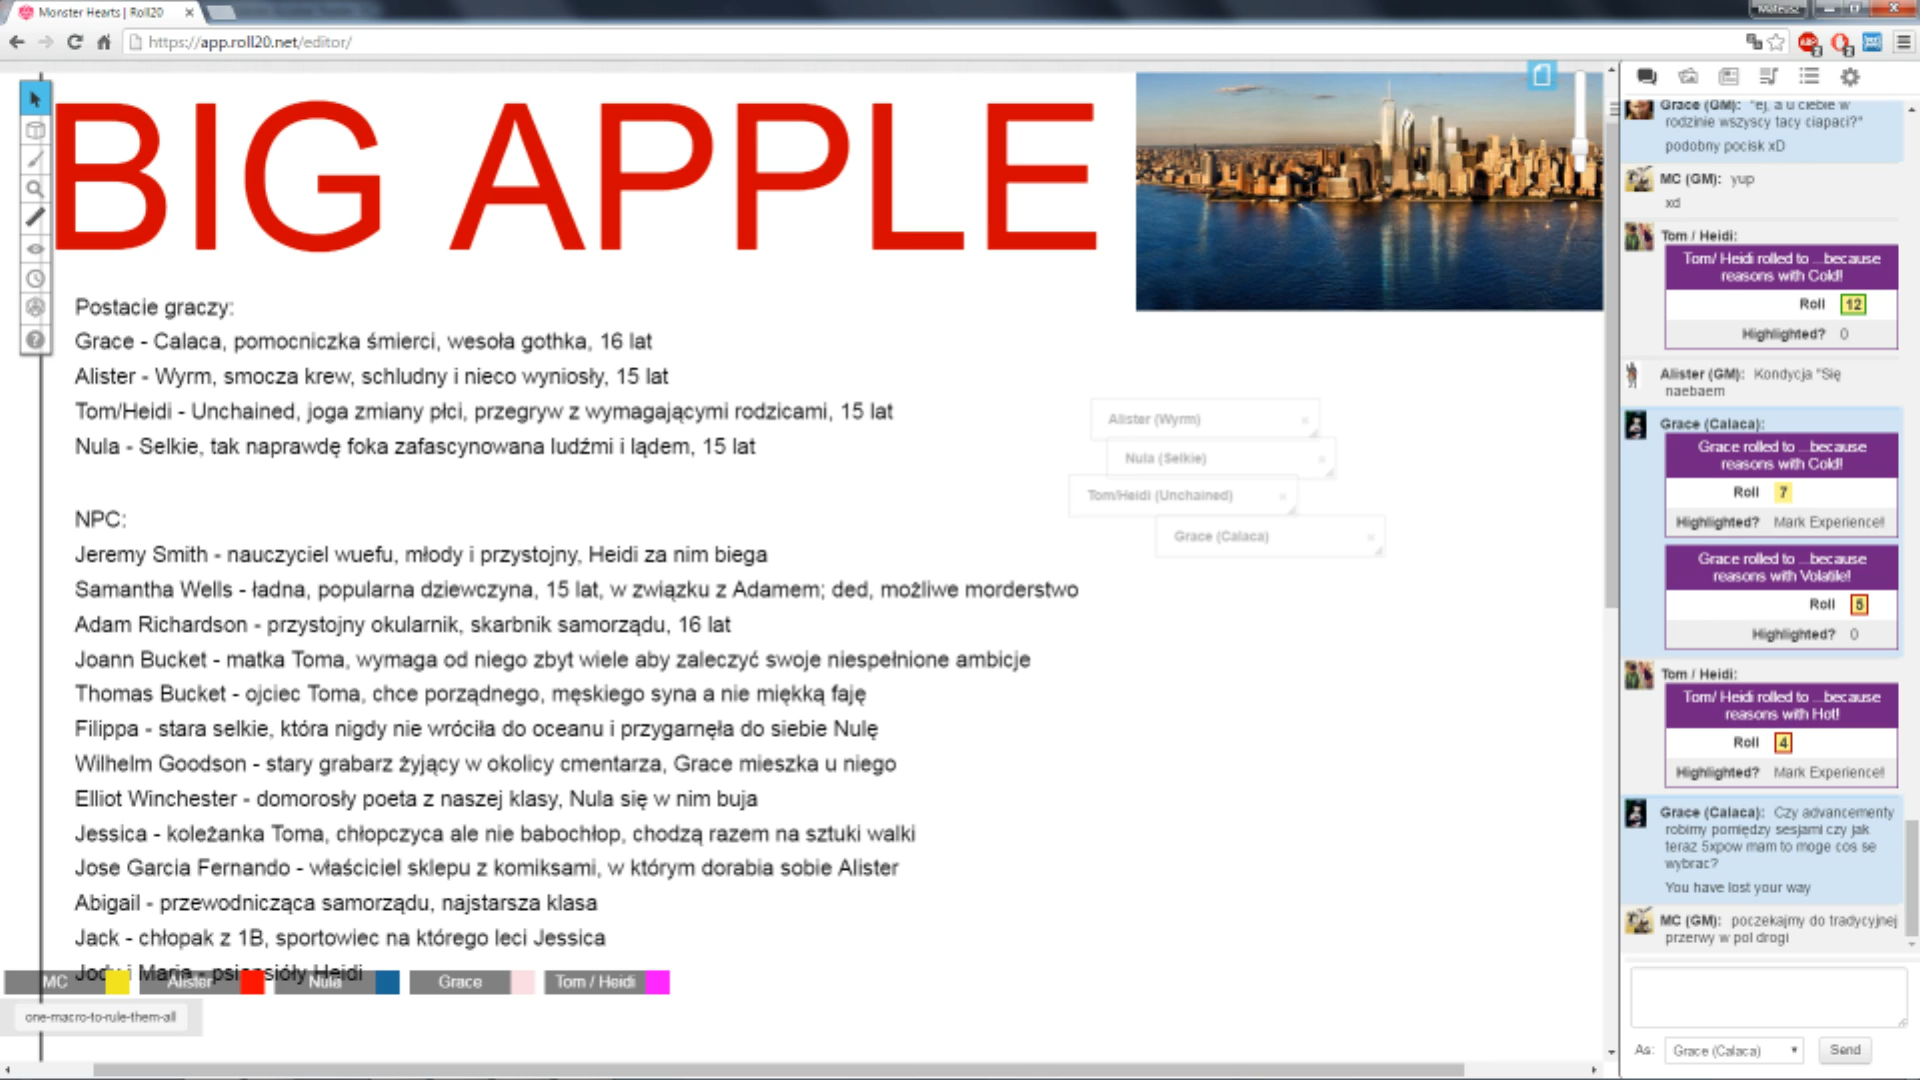 Monster Hearts | Roll20
Mateusz
https://app.roll20.net/editor/
BIG APPLE
Postacie graczy:
Grace - Calaca, pomocniczka śmierci, wesoła gothka, 16 lat
Alister - Wyrm, smocza krew, schludny i nieco wyniosły, 15 lat
Tom/Heidi - Unchained, joga zmiany płci, przegryw z wymagającymi rodzicami, 15 lat
Nula - Selkie, tak naprawdę foka zafascynowana ludźmi i lądem, 15 lat
NPC:
Jeremy Smith - nauczyciel wuefu, młody i przystojny, Heidi za nim biega
Samantha Wells - ładna, popularna dziewczyna, 15 lat, w związku z Adamem; ded, możliwe morderstwo
Adam Richardson - przystojny okularnik, skarbnik samorządu, 16 lat
Joann Bucket - matka Toma, wymaga od niego zbyt wiele aby zaleczyć swoje niespełnione ambicje
Thomas Bucket - ojciec Toma, chce porządnego, męskiego syna a nie miękką faję
Filippa - stara selkie, która nigdy nie wróciła do oceanu i przygarnęła do siebie Nulę
Wilhelm Goodson - stary grabarz żyjący w okolicy cmentarza, Grace mieszka u niego
Elliot Winchester - domorosły poeta z naszej klasy, Nula się w nim buja
Jessica - koleżanka Toma, chłopczyca ale nie babochłop, chodzą razem na sztuki walki
Jose Garcia Fernando - właściciel sklepu z komiksami, w którym dorabia sobie Alister
Abigail - przewodnicząca samorządu, najstarsza klasa
Jack - chłopak z 1B, sportowiec na którego leci Jessica
Jody i Maria - psiapsióły Heidi
MC
Alister
Nula
Grace
Tom / Heidi
one-macro-to-rule-them-all
Alister (Wyrm)
Nula (Selkie)
Tom/Heidi (Unchained)
Grace (Calaca)
Grace (GM): "ej, a u ciebie w
rodzinie wszyscy tacy ciapaci?"
podobny pocisk xD
MC (GM): yup
xd
Tom / Heidi:
Tom/ Heidi rolled to ...because
reasons with Cold!
Roll 12
Highlighted? 0
Alister (GM): Kondycja "Się
naebaem
Grace (Calaca):
Grace rolled to ...because
reasons with Cold!
Roll 7
Highlighted? Mark Experience!
Grace rolled to ...because
reasons with Volatile!
Roll 5
Highlighted? 0
Tom / Heidi:
Tom/ Heidi rolled to ...because
reasons with Hot!
Roll 4
Highlighted? Mark Experience!
Grace (Calaca): Czy advancementy
robimy pomiędzy sesjami czy jak
teraz 5xpow mam to moge cos se
wybrac?
You have lost your way
MC (GM): poczekajmy do tradycyjnej
przerwy w pol drogi
As: Grace (Calaca)
Send